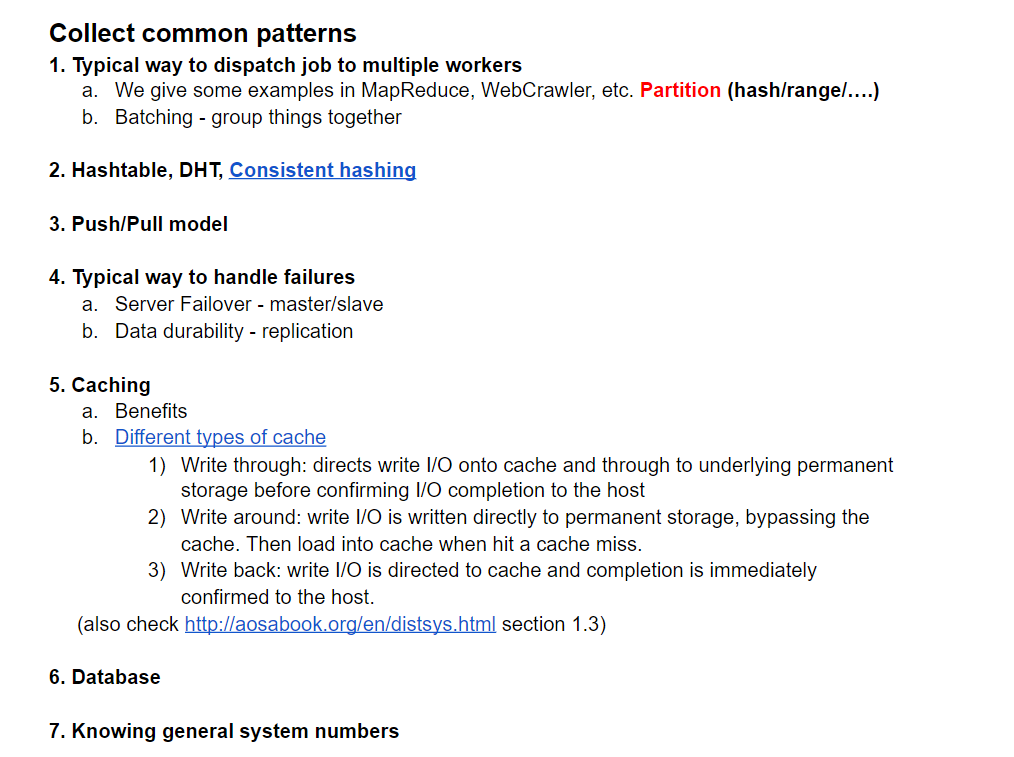 Collect common patterns
1. Typical way to dispatch job to multiple workers
a. We give some examples in MapReduce, WebCrawler, etc. Partition (hash/range/....)
b. Batching - group things together
2. Hashtable, DHT, Consistent hashing
3. Push/Pull model
4. Typical way to handle failures
a. Server Failover - master/slave
b. Data durability - replication
5. Caching
a. Benefits
b. Different types of cache
1) Write through: directs write I/O onto cache and through to underlying permanent
storage before confirming I/O completion to the host
2) Write around: write I/O is written directly to permanent storage, bypassing the
cache. Then load into cache when hit a cache miss.
3) Write back: write I/O is directed to cache and completion is immediately
confirmed to the host.
(also check http://aosabook.org/en/distsys.html section 1.3)
6. Database
7. Knowing general system numbers